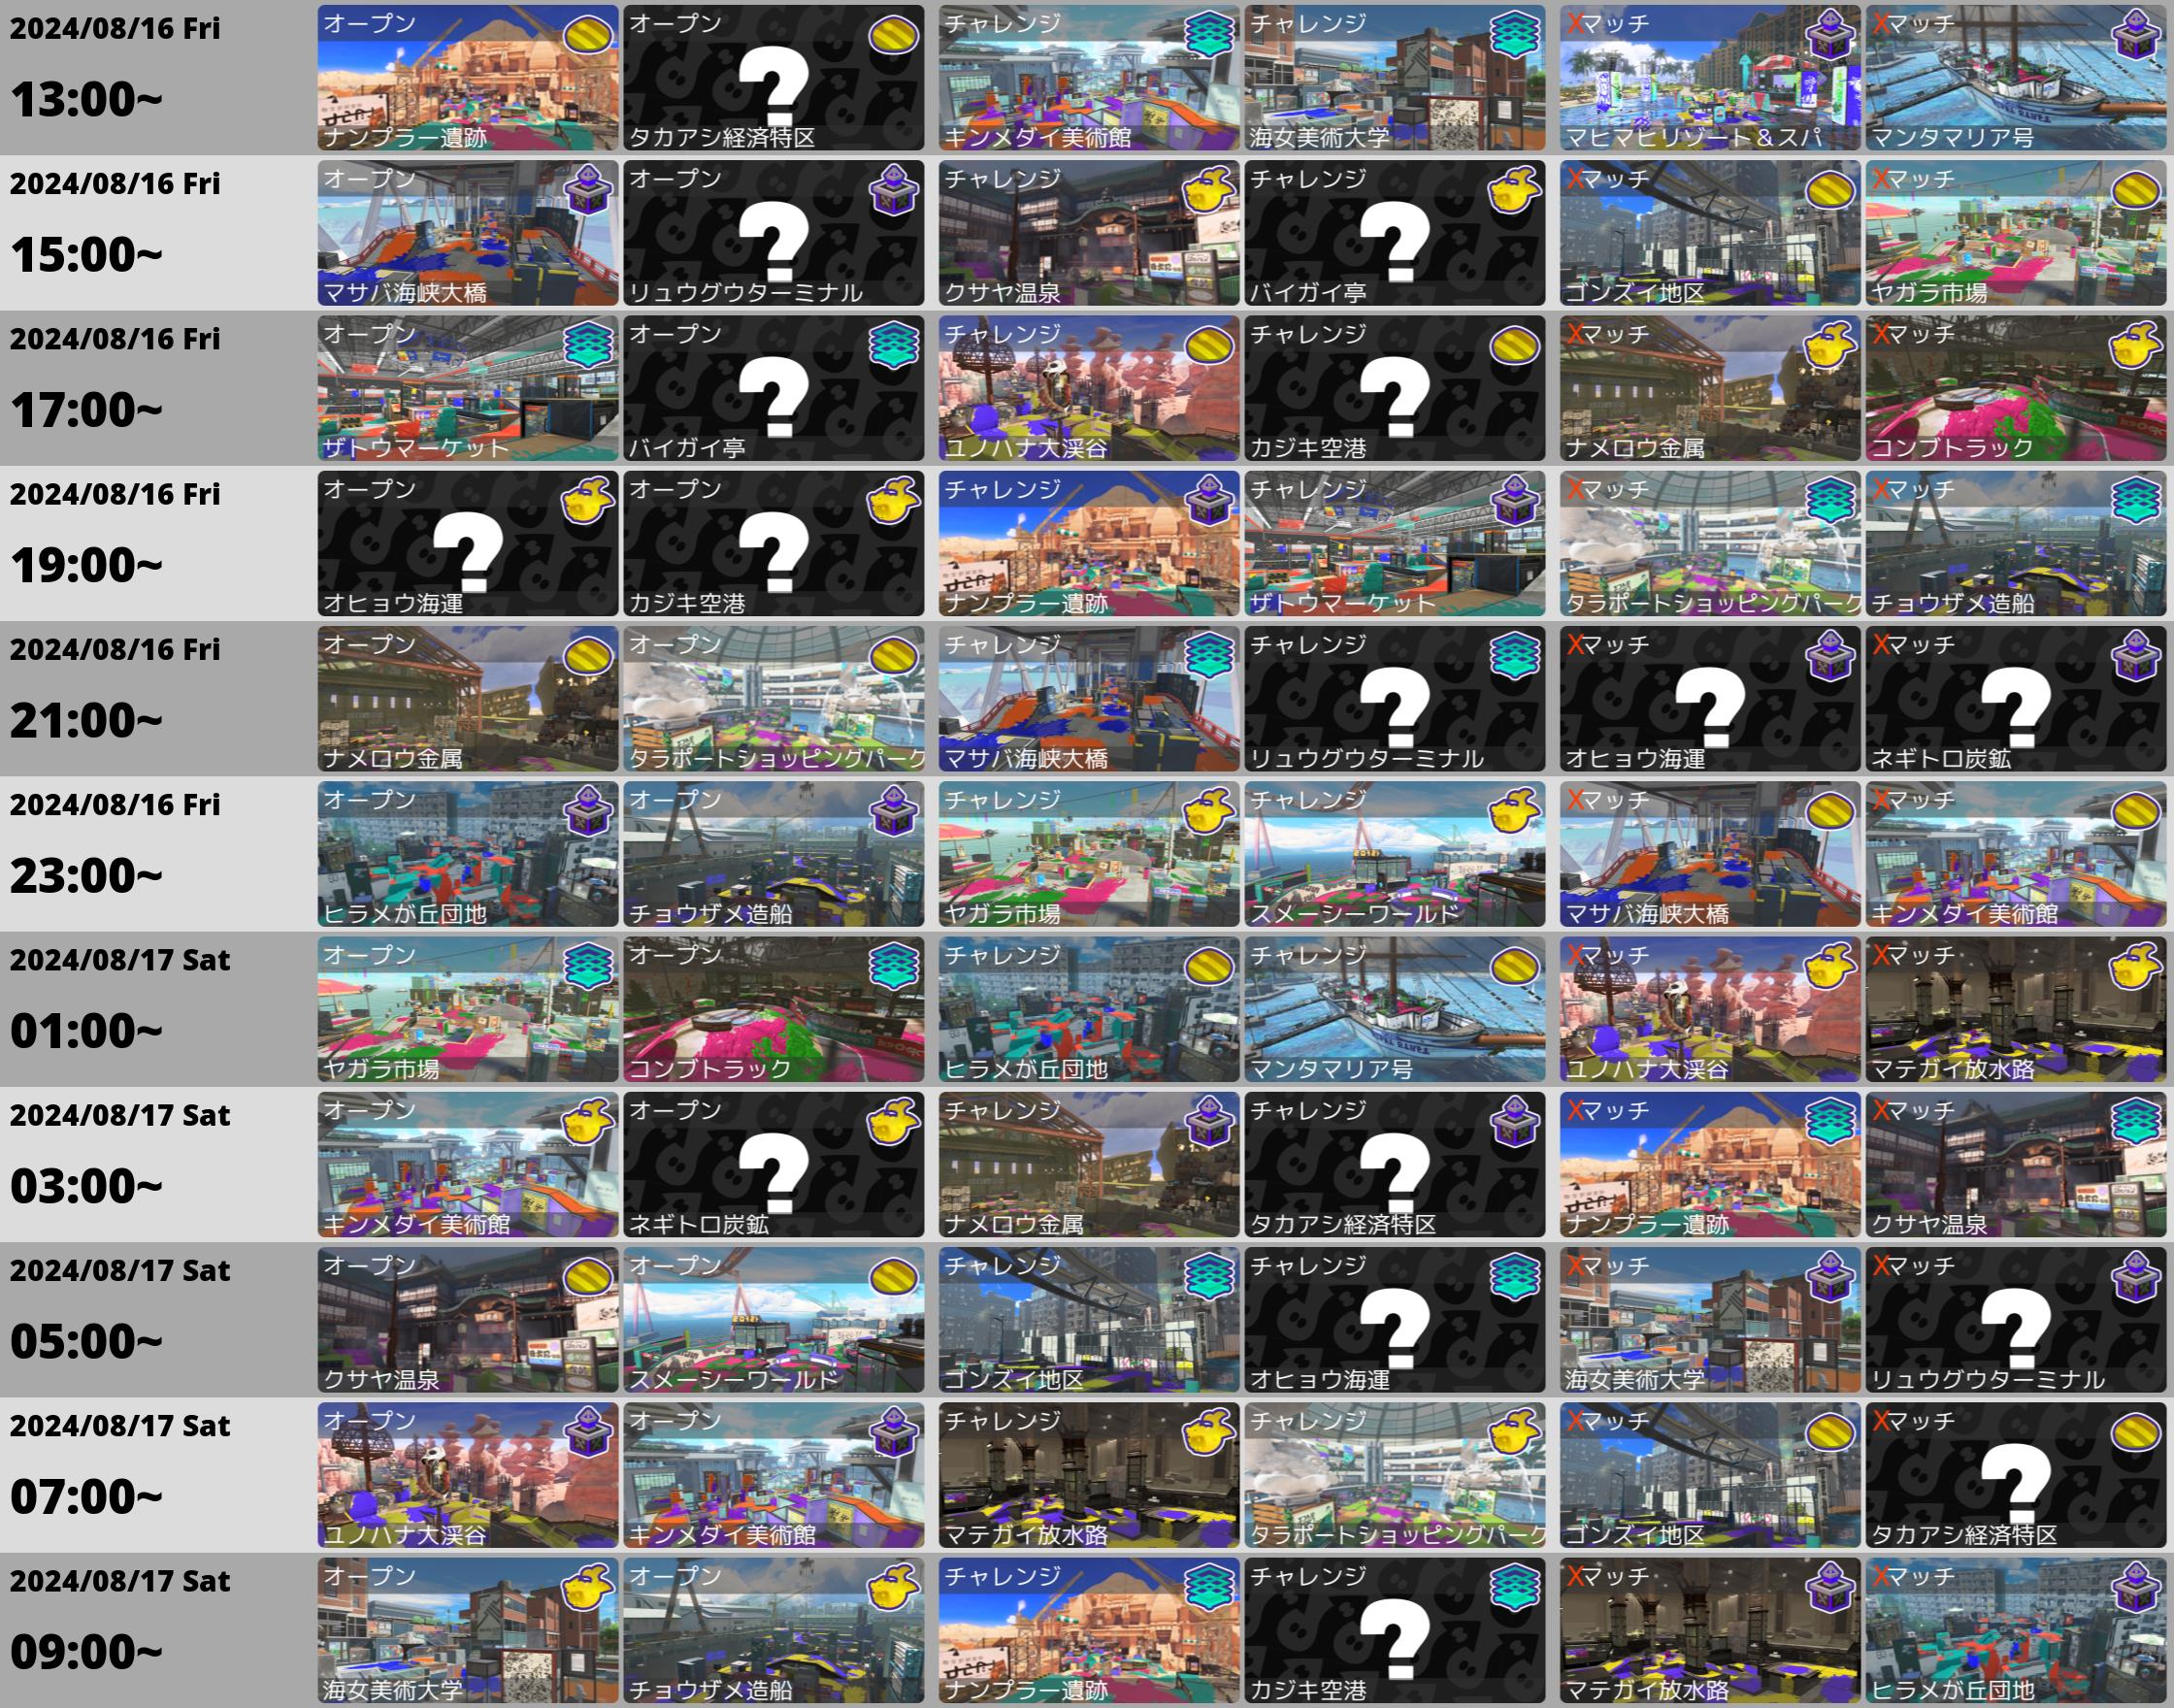 2024/08/16 Fri
13:00~
オープン
ナンプラー遺跡
オープン
タカアシ経済特区
チャレンジ
キンメダイ美術館
チャレンジ
海女美術大学
Xマッチ
マヒマヒリゾート＆スパ
Xマッチ
マンタマリア号
2024/08/16 Fri
15:00~
オープン
マサバ海峡大橋
オープン
リュウグウターミナル
チャレンジ
クサヤ温泉
チャレンジ
バイガイ亭
Xマッチ
ゴンズイ地区
Xマッチ
ヤガラ市場
2024/08/16 Fri
17:00~
オープン
ザトウマーケット
オープン
バイガイ亭
チャレンジ
ユノハナ大渓谷
チャレンジ
カジキ空港
Xマッチ
ナメロウ金属
Xマッチ
コンブトラック
2024/08/16 Fri
19:00~
オープン
オヒョウ海運
オープン
カジキ空港
チャレンジ
ナンプラー遺跡
チャレンジ
ザトウマーケット
Xマッチ
タラポートショッピングパーク
Xマッチ
チョウザメ造船
2024/08/16 Fri
21:00~
オープン
ナメロウ金属
オープン
タラポートショッピングパーク
チャレンジ
マサバ海峡大橋
チャレンジ
リュウグウターミナル
Xマッチ
オヒョウ海運
Xマッチ
ネギトロ炭鉱
2024/08/16 Fri
23:00~
オープン
ヒラメが丘団地
オープン
チョウザメ造船
チャレンジ
ヤガラ市場
チャレンジ
スメーシーワールド
Xマッチ
マサバ海峡大橋
Xマッチ
キンメダイ美術館
2024/08/17 Sat
01:00~
オープン
ヤガラ市場
オープン
コンブトラック
チャレンジ
ヒラメが丘団地
チャレンジ
マンタマリア号
Xマッチ
ユノハナ大渓谷
Xマッチ
マテガイ放水路
2024/08/17 Sat
03:00~
オープン
キンメダイ美術館
オープン
ネギトロ炭鉱
チャレンジ
ナメロウ金属
チャレンジ
タカアシ経済特区
Xマッチ
ナンプラー遺跡
Xマッチ
クサヤ温泉
2024/08/17 Sat
05:00~
オープン
クサヤ温泉
オープン
スメーシーワールド
チャレンジ
ゴンズイ地区
チャレンジ
オヒョウ海運
Xマッチ
海女美術大学
Xマッチ
リュウグウターミナル
2024/08/17 Sat
07:00~
オープン
ユノハナ大渓谷
オープン
キンメダイ美術館
チャレンジ
マテガイ放水路
チャレンジ
タラポートショッピングパーク
Xマッチ
ゴンズイ地区
Xマッチ
タカアシ経済特区
2024/08/17 Sat
09:00~
オープン
海女美術大学
オープン
チョウザメ造船
チャレンジ
ナンプラー遺跡
チャレンジ
カジキ空港
Xマッチ
マテガイ放水路
Xマッチ
ヒラメが丘団地